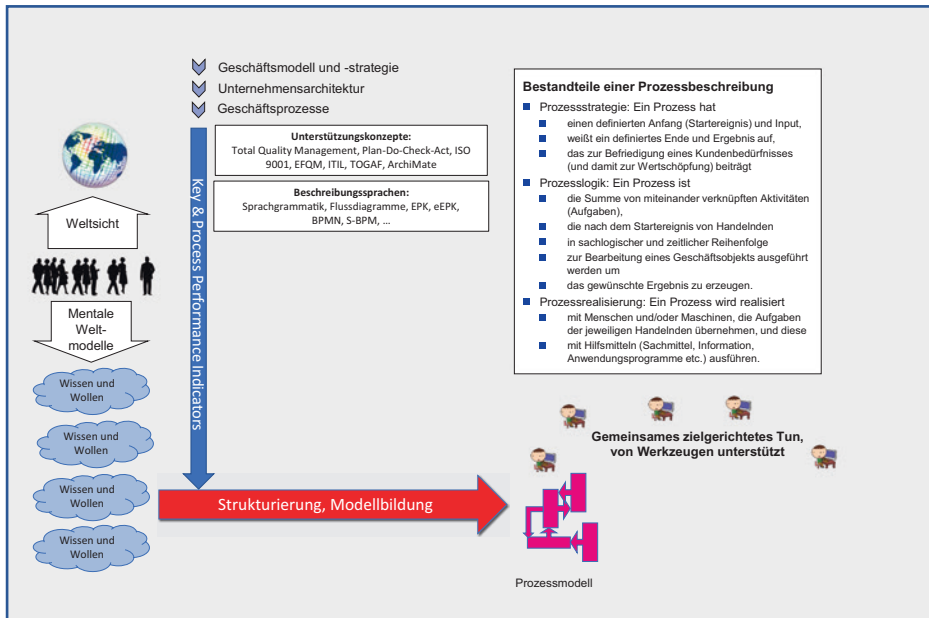 Geschäftsmodell und -strategie
Unternehmensarchitektur
Geschäftsprozesse
Unterstützungskonzepte:
Total Quality Management, Plan-Do-Check-Act, ISO
9001, EFQM, ITIL, TOGAF, ArchiMate
Beschreibungssprachen:
Sprachgrammatik, Flussdiagramme, EPK, eEPK,
BPMN, S-BPM, ...
Key & Process Performance Indicators
Weltsicht
Mentale
Welt-
modelle
Wissen und
Wollen
Wissen und
Wollen
Wissen und
Wollen
Wissen und
Wollen
Strukturierung, Modellbildung
Bestandteile einer Prozessbeschreibung
Prozessstrategie: Ein Prozess hat
einen definierten Anfang (Startereignis) und Input,
weißt ein definiertes Ende und Ergebnis auf,
das zur Befriedigung eines Kundenbedürfnisses
(und damit zur Wertschöpfung) beiträgt
Prozesslogik: Ein Prozess ist
die Summe von miteinander verknüpften Aktivitäten
(Aufgaben),
die nach dem Startereignis von Handelnden
in sachlogischer und zeitlicher Reihenfolge
zur Bearbeitung eines Geschäftsobjekts ausgeführt
werden um
das gewünschte Ergebnis zu erzeugen.
Prozessrealisierung: Ein Prozess wird realisiert
mit Menschen und/oder Maschinen, die Aufgaben
der jeweiligen Handelnden übernehmen, und diese
mit Hilfsmitteln (Sachmittel, Information,
Anwendungsprogramme etc.) ausführen.
Gemeinsames zielgerichtetes Tun,
von Werkzeugen unterstützt
Prozessmodell